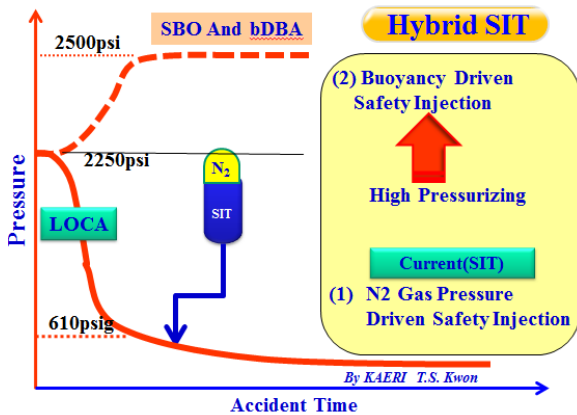 2500psi
SBO And bDBA
Hybrid SIT
(2) Buoyancy Driven
Safety Injection
2250psi
N2
SIT
High Pressurizing
LOCA
Pressure
Current(SIT)
610psig
(1) N2 Gas Pressure
Driven Safety Injection
By KAERI T.S. Kwon
Accident Time